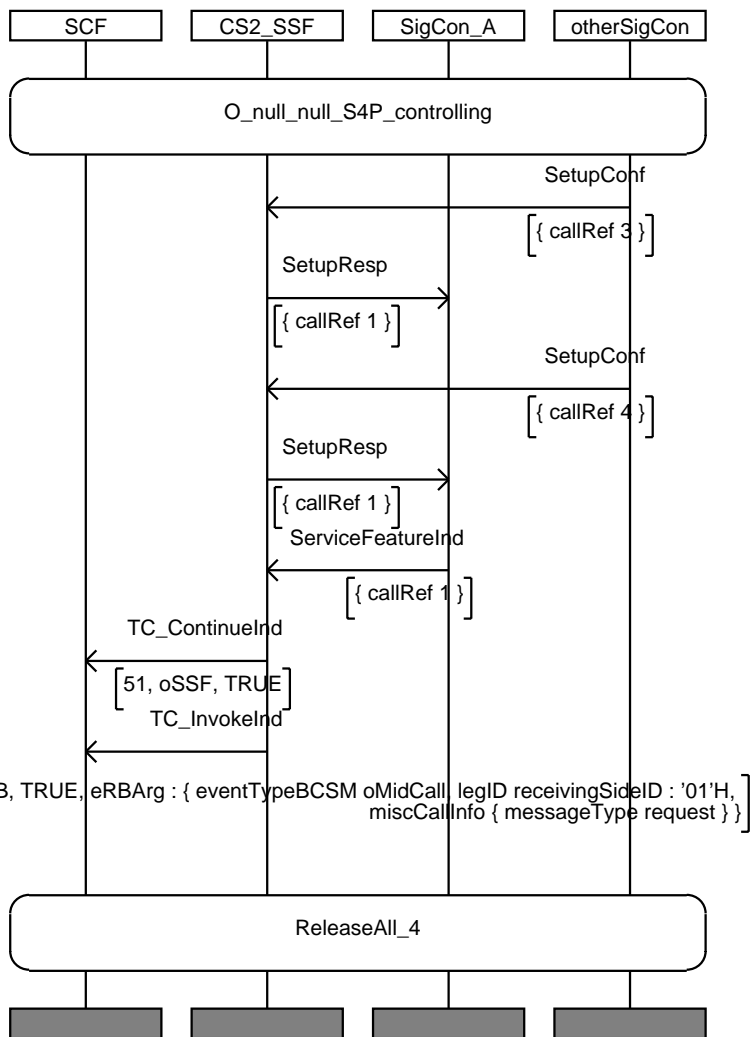 SCF
CS2_SSF
SigCon_A
otherSigCon
O_null_null_S4P_controlling
SetupConf
{ callRef 3 }
SetupResp
{ callRef 1 }
SetupConf
{ callRef 4 }
SetupResp
{ callRef 1 }
ServiceFeatureInd
{ callRef 1 }
TC_ContinueInd
51, oSSF, TRUE
TC_InvokeInd
, TRUE, eRBArg : { eventTypeBCSM oMidCall, legID receivingSideID : '01'H,
miscCallInfo { messageType request } }
ReleaseAll_4